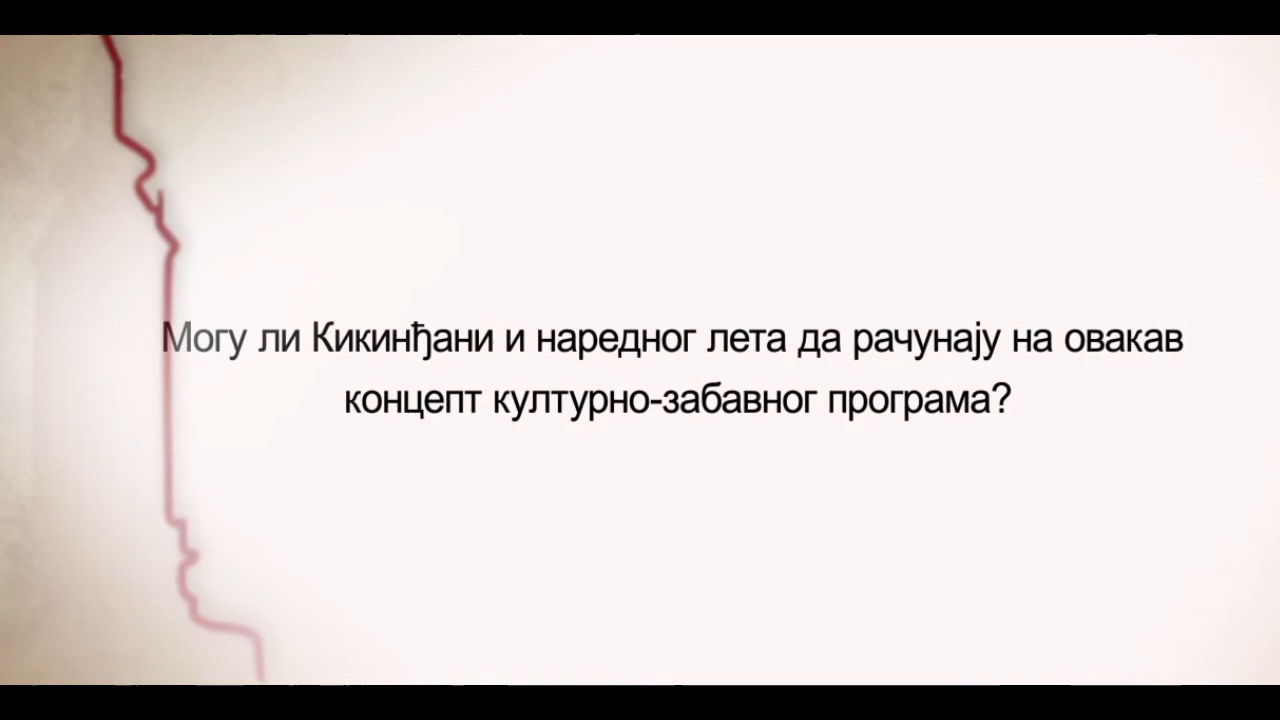 Могу ли Кикинђани и наредног лета да рачунају на овакав
концепт културно-забавног програма?